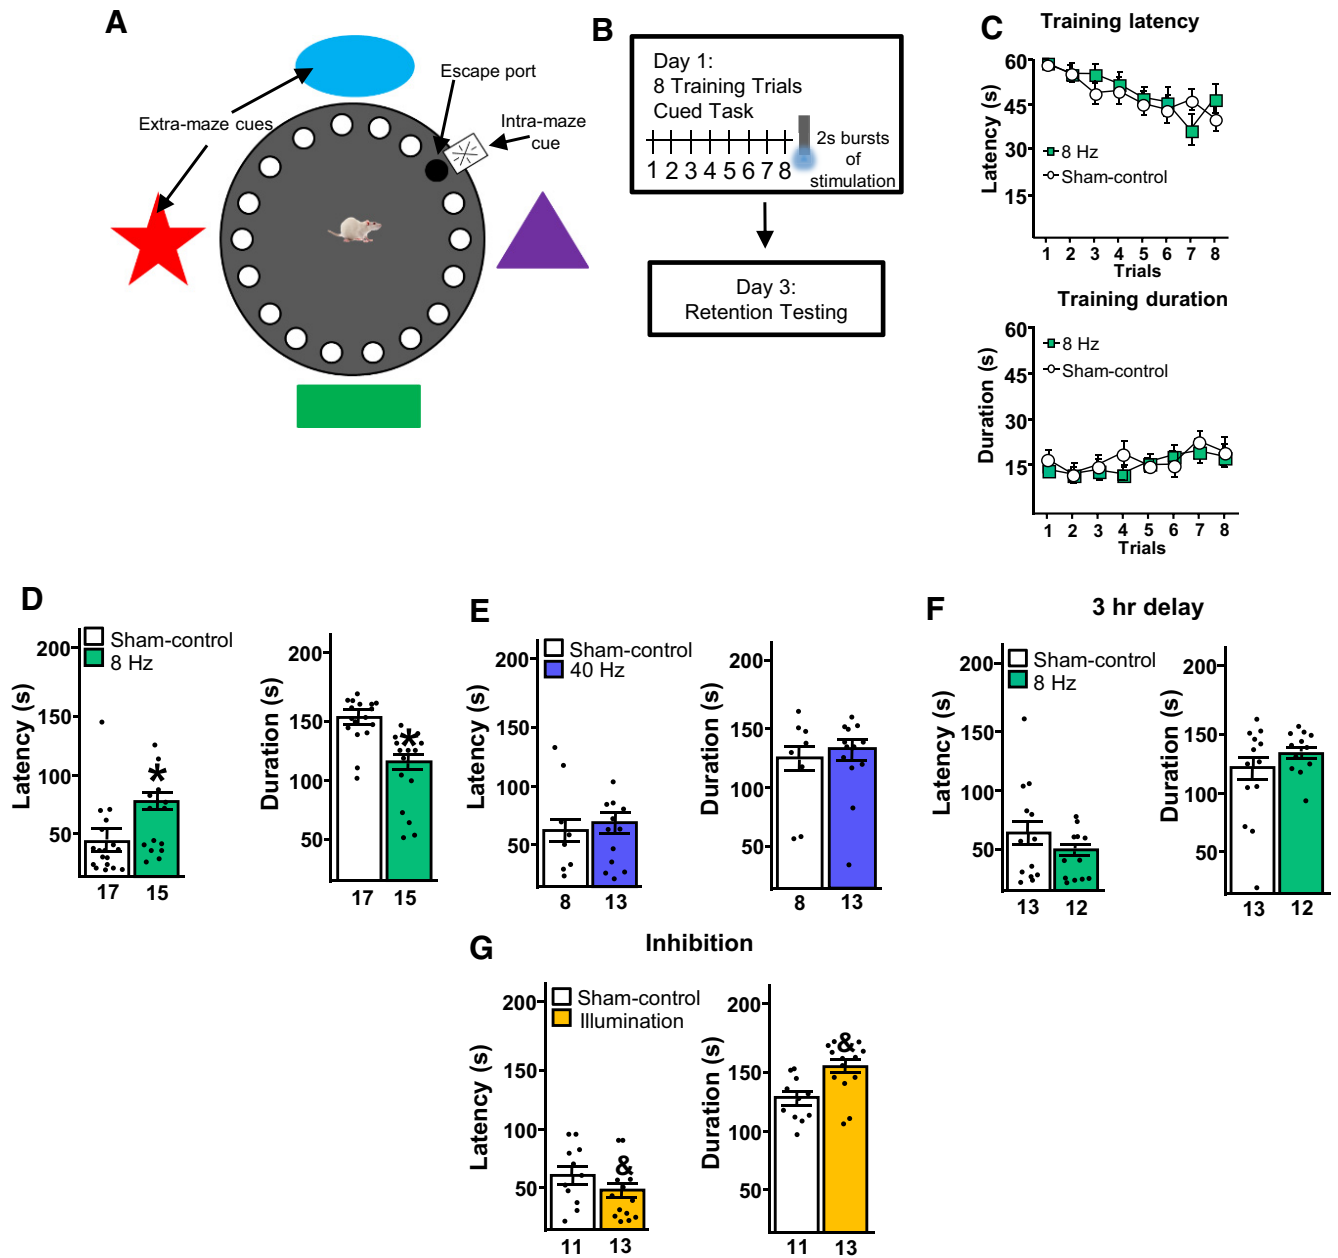 A
Extra-maze cues
Escape port
Intra-maze
cue
B
Day 1:
8 Training Trials
Cued Task
1 2 3 4 5 6 7 8
2s bursts
of
stimulation
Day 3:
Retention Testing
C
Training latency
Latency (s)
60
45
30
15
8 Hz
Sham-control
1 2 3 4 5 6 7 8
Trials
Training duration
Duration (s)
60
45
30
15
8 Hz
Sham-control
1 2 3 4 5 6 7 8
Trials
D
Sham-control
8 Hz
Latency (s)
200
150
100
50
*
17 15
Duration (s)
200
150
100
50
*
17 15
E
Sham-control
40 Hz
Latency (s)
200
150
100
50
8 13
Duration (s)
200
150
100
50
8 13
F
3 hr delay
Sham-control
8 Hz
Latency (s)
200
150
100
50
13 12
Duration (s)
200
150
100
50
13 12
G
Inhibition
Sham-control
Illumination
Latency (s)
200
150
100
50
&
11 13
Duration (s)
200
150
100
50
&
11 13